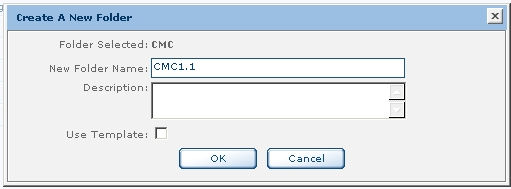 Create A New Folder
Folder Selected: CMC
New Folder Name: CMC1.1
Description:
Use Template:
OK Cancel